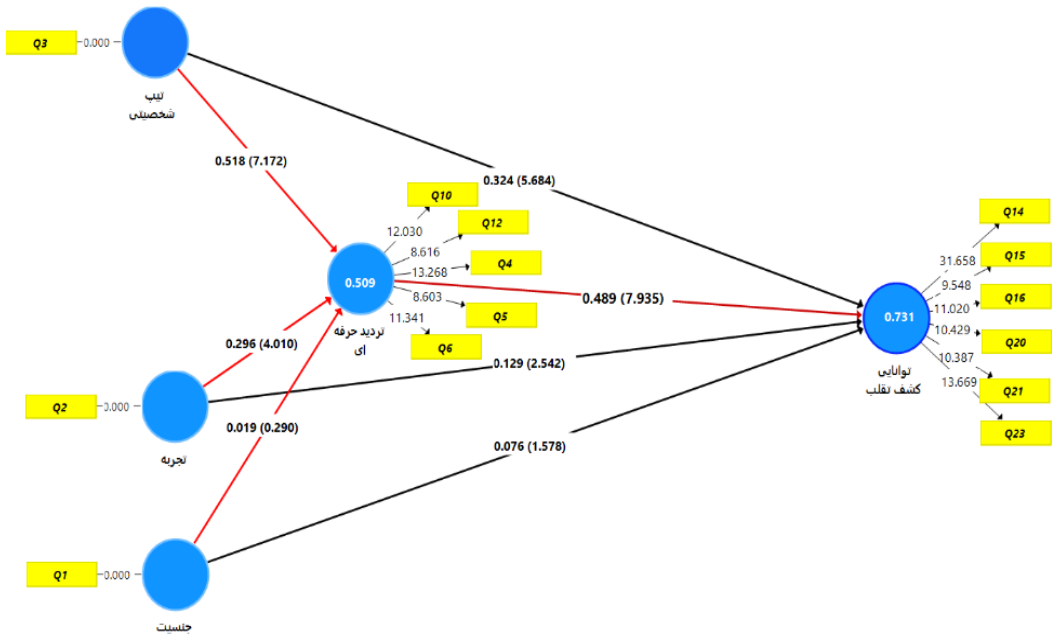 Q3
0.000
تیپ
شخصیتی
0.518 (7.172)
0.324 (5.684)
Q10
12.030
Q12
8.616
Q4
13.268
Q5
8.603
Q6
11.341
0.509
تردید حرفه
ای
0.489 (7.935)
Q14
31.658
Q15
9.548
Q16
11.020
Q20
10.429
Q21
10.387
Q23
13.669
0.731
توانایی
کشف تقلب
0.296 (4.010)
0.129 (2.542)
Q2
0.000
تجربه
0.019 (0.290)
0.076 (1.578)
Q1
0.000
جنسیت